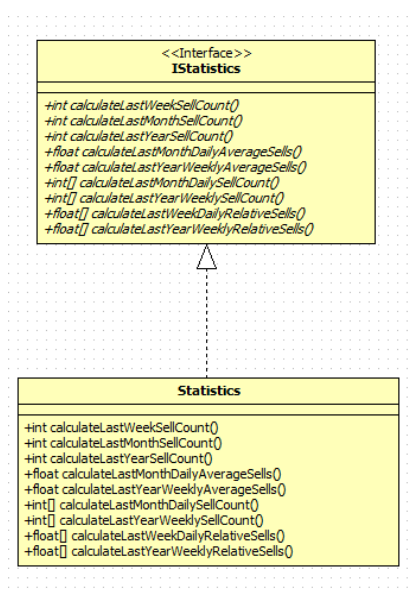 <<Interface>>
IStatistics
+int calculateLastWeekSellCount()
+int calculateLastMonthSellCount()
+int calculateLastYearSellCount()
+float calculateLastMonthDailyAverageSells()
+float calculateLastYearWeeklyAverageSells()
+int[] calculateLastMonthDailySellCount()
+int[] calculateLastYearWeeklySellCount()
+float[] calculateLastWeekDailyRelativeSells()
+float[] calculateLastYearWeeklyRelativeSells()
Statistics
+int calculateLastWeekSellCount()
+int calculateLastMonthSellCount()
+int calculateLastYearSellCount()
+float calculateLastMonthDailyAverageSells()
+float calculateLastYearWeeklyAverageSells()
+int[] calculateLastMonthDailySellCount()
+int[] calculateLastYearWeeklySellCount()
+float[] calculateLastWeekDailyRelativeSells()
+float[] calculateLastYearWeeklyRelativeSells()